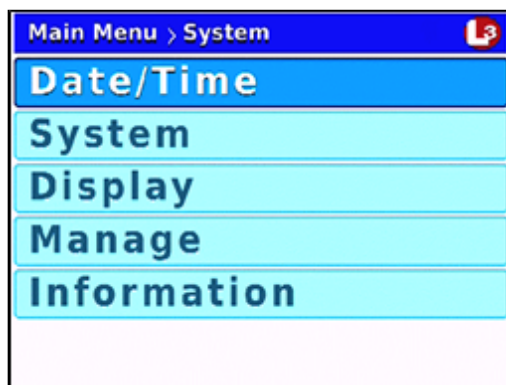 Main Menu > System
L3
Date/Time
System
Display
Manage
Information